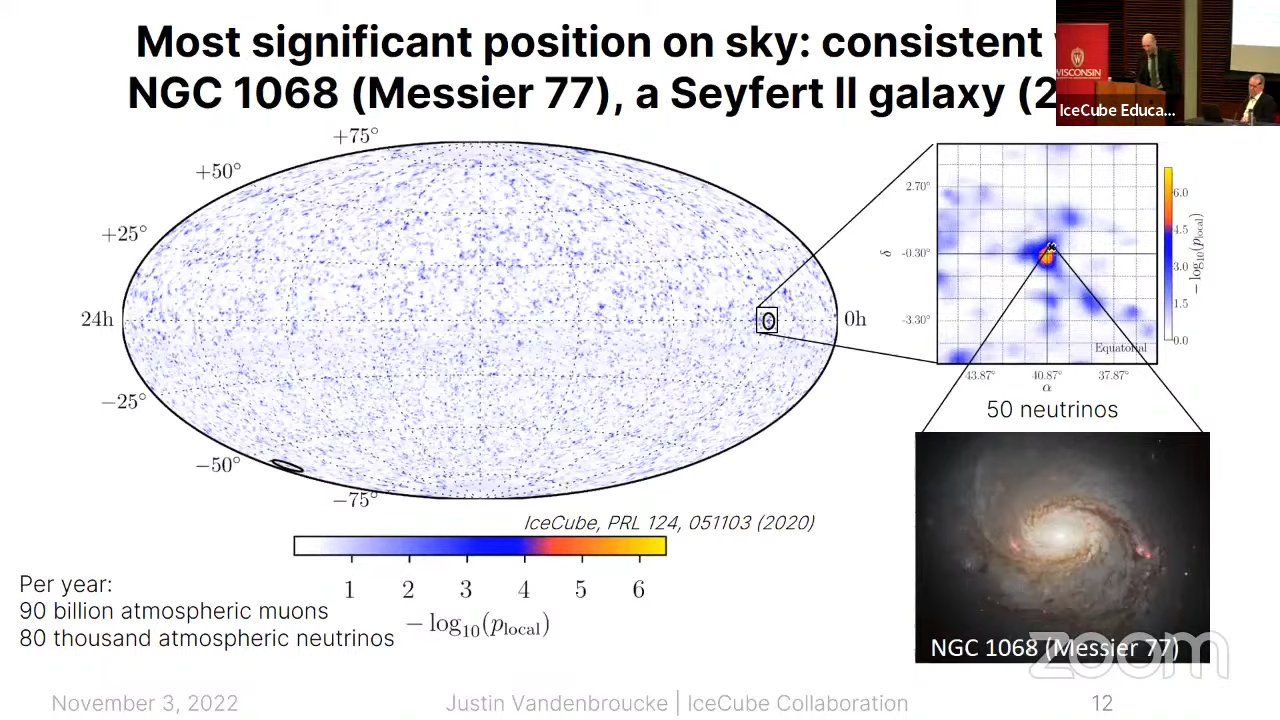 Most significant position on sky: consistent
NGC 1068 (Messier 77), a Seyfert II galaxy (2
WISCONSIN
IceCube Educa...
+75°
+50°
+25°
24h
0h
−25°
−50°
−75°
2.70°
-0.30°
-3.30°
δ
Equatorial
43.87°
40.87°
37.87°
α
6.0
4.5
3.0
1.5
0.0
− log10(plocal)
50 neutrinos
IceCube, PRL 124, 051103 (2020)
1 2 3 4 5 6
− log10(plocal)
Per year:
90 billion atmospheric muons
80 thousand atmospheric neutrinos
NGC 1068 (Messier 77)
zoom
November 3, 2022 Justin Vandenbroucke | IceCube Collaboration 12